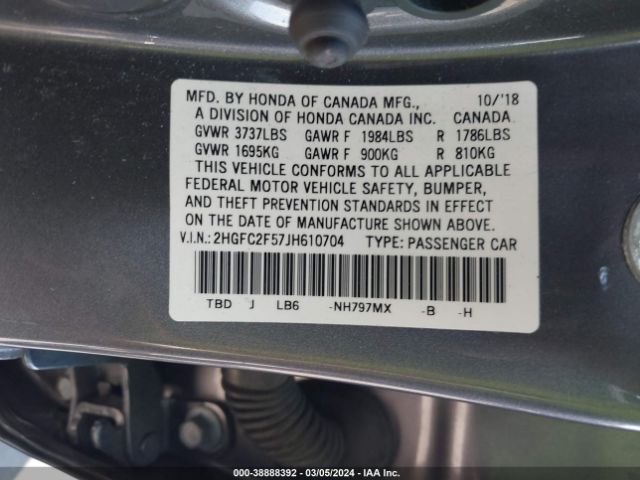 MFD. BY HONDA OF CANADA MFG., 10/'18
A DIVISION OF HONDA CANADA INC. CANADA
GVWR 3737LBS GAWR F 1984LBS R 1786LBS
GVWR 1695KG GAWR F 900KG R 810KG
THIS VEHICLE CONFORMS TO ALL APPLICABLE
FEDERAL MOTOR VEHICLE SAFETY, BUMPER,
AND THEFT PREVENTION STANDARDS IN EFFECT
ON THE DATE OF MANUFACTURE SHOWN ABOVE.
V.I.N.: 2HGFC2F57JH610704 TYPE: PASSENGER CAR
TBD J LB6 -NH797MX -B -H
000-38888392 — 03/05/2024 — IAA Inc.